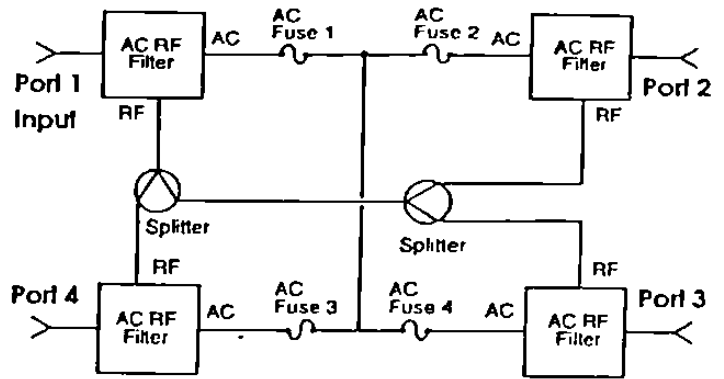 AC RF
Filter
AC
AC
Fuse 1
AC
Fuse 2
AC
AC RF
Filter
Port 1
Input
Port 2
RF
RF
Splitter
Splitter
RF
RF
Port 4
AC RF
Filter
AC
AC
Fuse 3
AC
Fuse 4
AC
AC RF
Filter
Port 3